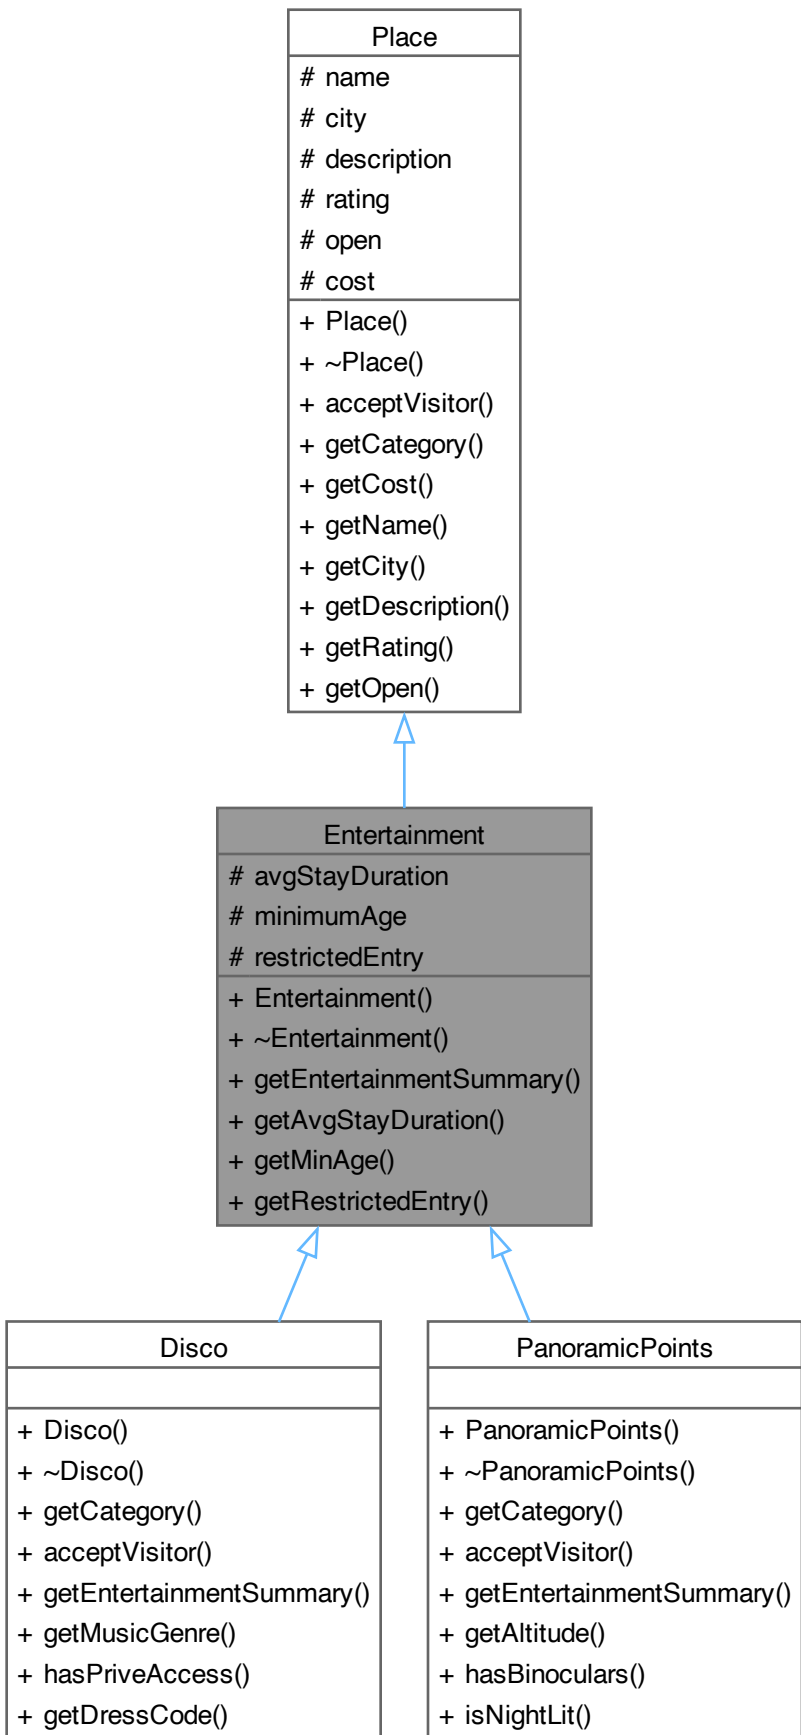 Place
# name
# city
# description
# rating
# open
# cost
+ Place()
+ ~Place()
+ acceptVisitor()
+ getCategory()
+ getCost()
+ getName()
+ getCity()
+ getDescription()
+ getRating()
+ getOpen()
Entertainment
# avgStayDuration
# minimumAge
# restrictedEntry
+ Entertainment()
+ ~Entertainment()
+ getEntertainmentSummary()
+ getAvgStayDuration()
+ getMinAge()
+ getRestrictedEntry()
Disco
+ Disco()
+ ~Disco()
+ getCategory()
+ acceptVisitor()
+ getEntertainmentSummary()
+ getMusicGenre()
+ hasPriveAccess()
+ getDressCode()
PanoramicPoints
+ PanoramicPoints()
+ ~PanoramicPoints()
+ getCategory()
+ acceptVisitor()
+ getEntertainmentSummary()
+ getAltitude()
+ hasBinoculars()
+ isNightLit()